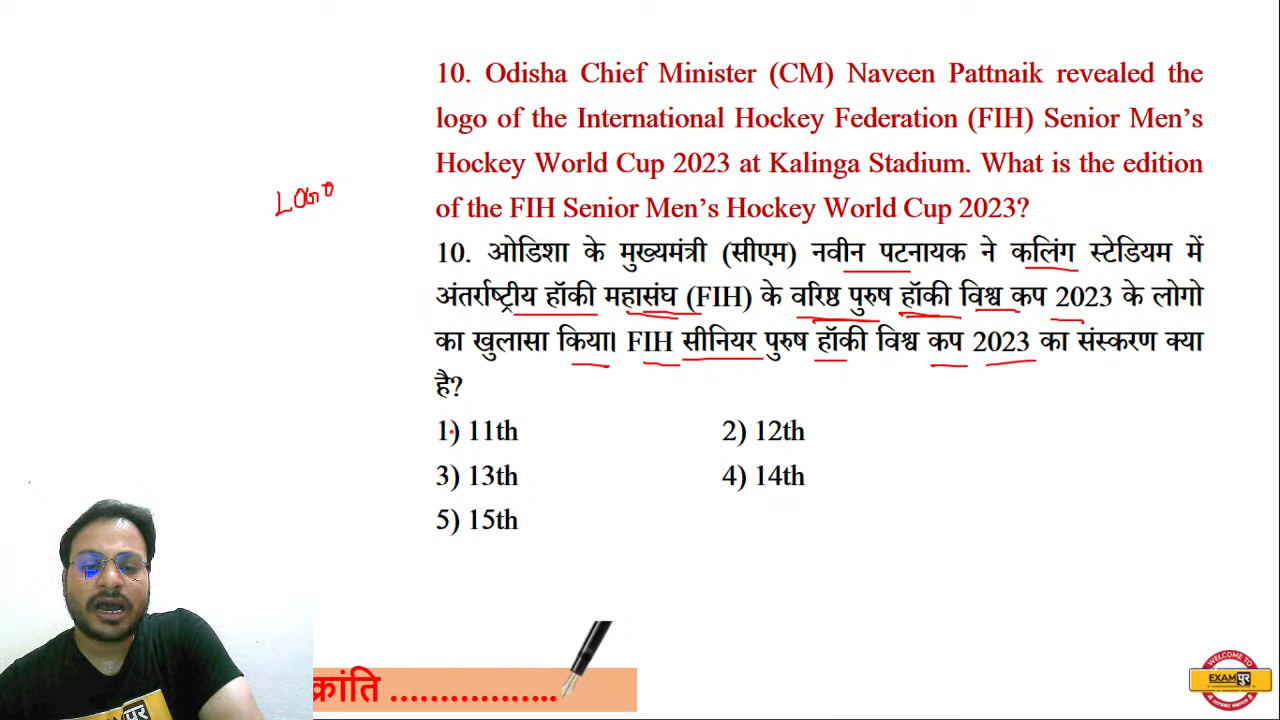 10. Odisha Chief Minister (CM) Naveen Pattnaik revealed the
logo of the International Hockey Federation (FIH) Senior Men's
Hockey World Cup 2023 at Kalinga Stadium. What is the edition
of the FIH Senior Men's Hockey World Cup 2023?
LOGO
10. ओडिशा के मुख्यमंत्री (सीएम) नवीन पटनायक ने कलिंग स्टेडियम में
अंतर्राष्ट्रीय हॉकी महासंघ (FIH) के वरिष्ठ पुरुष हॉकी विश्व कप 2023 के लोगो
का खुलासा किया। FIH सीनियर पुरुष हॉकी विश्व कप 2023 का संस्करण क्या
है?
1) 11th 2) 12th
3) 13th 4) 14th
5) 15th
क्रांति ..................
WELCOME TO
EXAMपुर